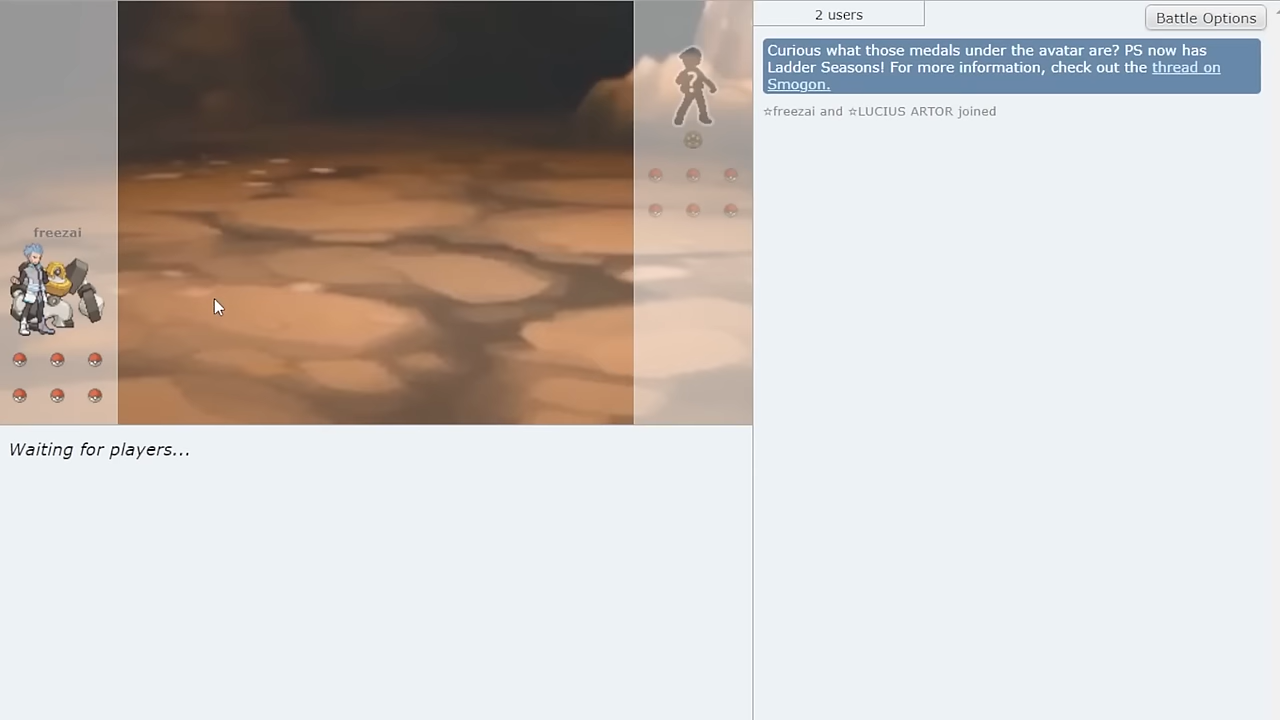 freezai
Waiting for players...
2 users
Battle Options
Curious what those medals under the avatar are? PS now has
Ladder Seasons! For more information, check out the thread on
Smogon.
☆freezai and ☆LUCIUS ARTOR joined
?